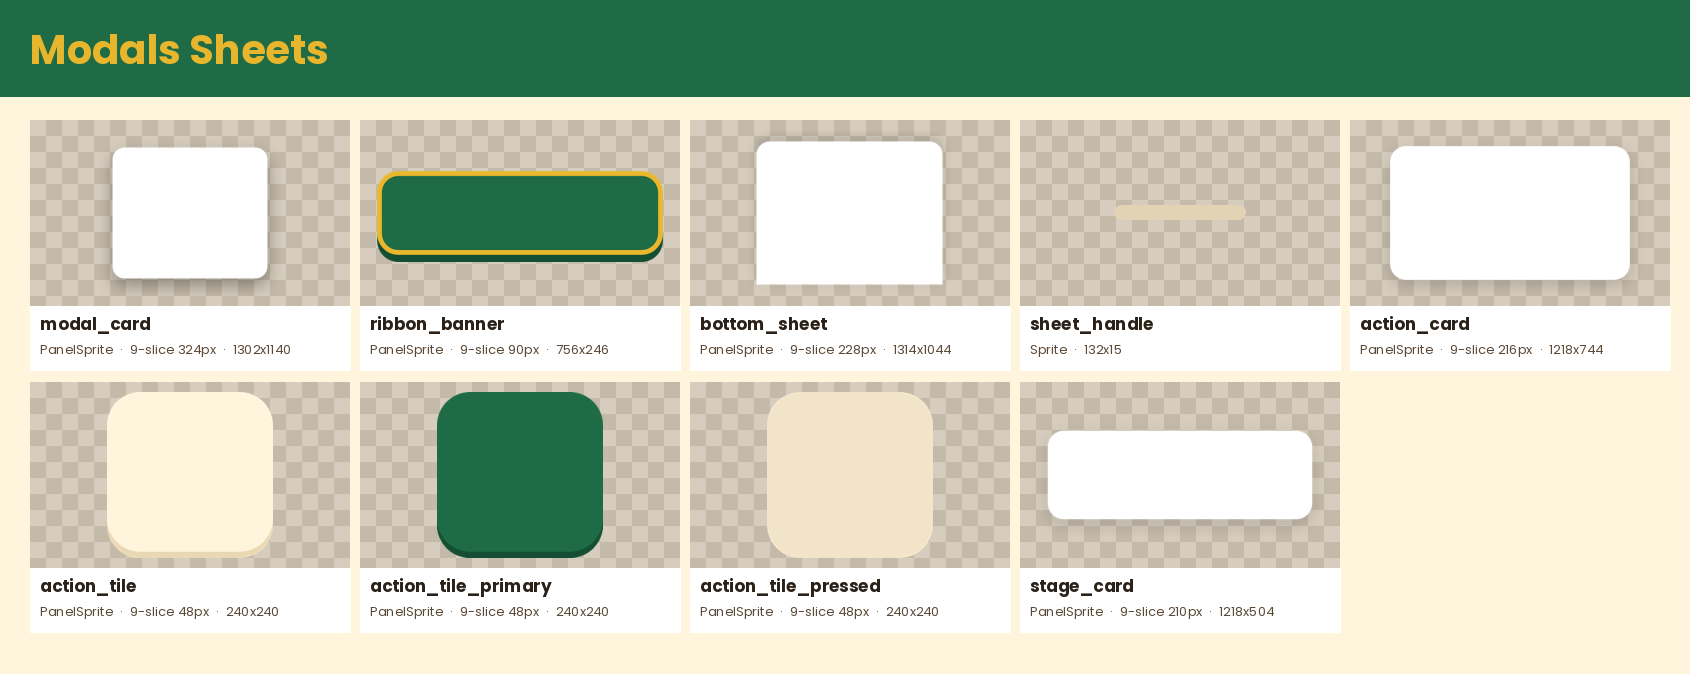 Modals Sheets
modal_card
PanelSprite · 9-slice 324px · 1302x1140
ribbon_banner
PanelSprite · 9-slice 90px · 756x246
bottom_sheet
PanelSprite · 9-slice 228px · 1314x1044
sheet_handle
Sprite · 132x15
action_card
PanelSprite · 9-slice 216px · 1218x744
action_tile
PanelSprite · 9-slice 48px · 240x240
action_tile_primary
PanelSprite · 9-slice 48px · 240x240
action_tile_pressed
PanelSprite · 9-slice 48px · 240x240
stage_card
PanelSprite · 9-slice 210px · 1218x504